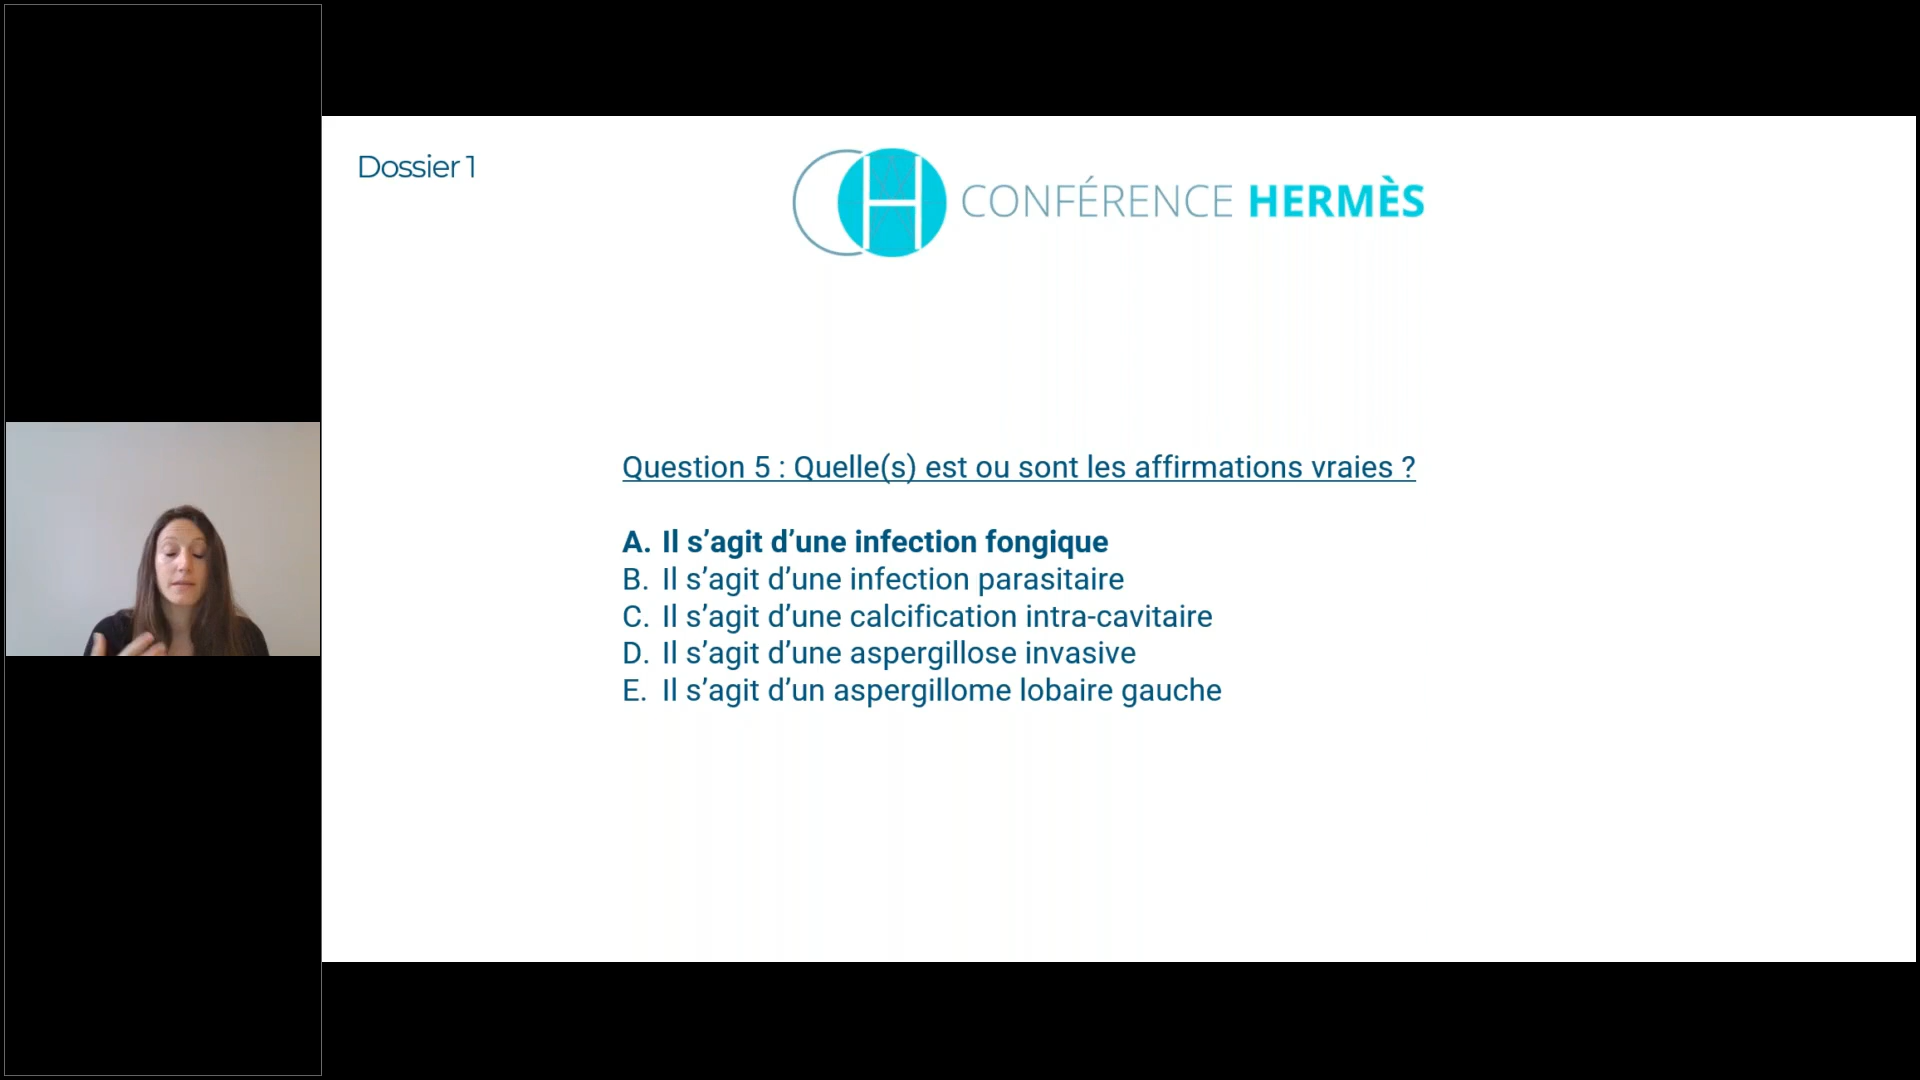 Dossier 1
CONFÉRENCE HERMÈS
Question 5 : Quelle(s) est ou sont les affirmations vraies ?
A. Il s’agit d’une infection fongique
B. Il s’agit d’une infection parasitaire
C. Il s’agit d’une calcification intra-cavitaire
D. Il s’agit d’une aspergillose invasive
E. Il s’agit d’un aspergillome lobaire gauche